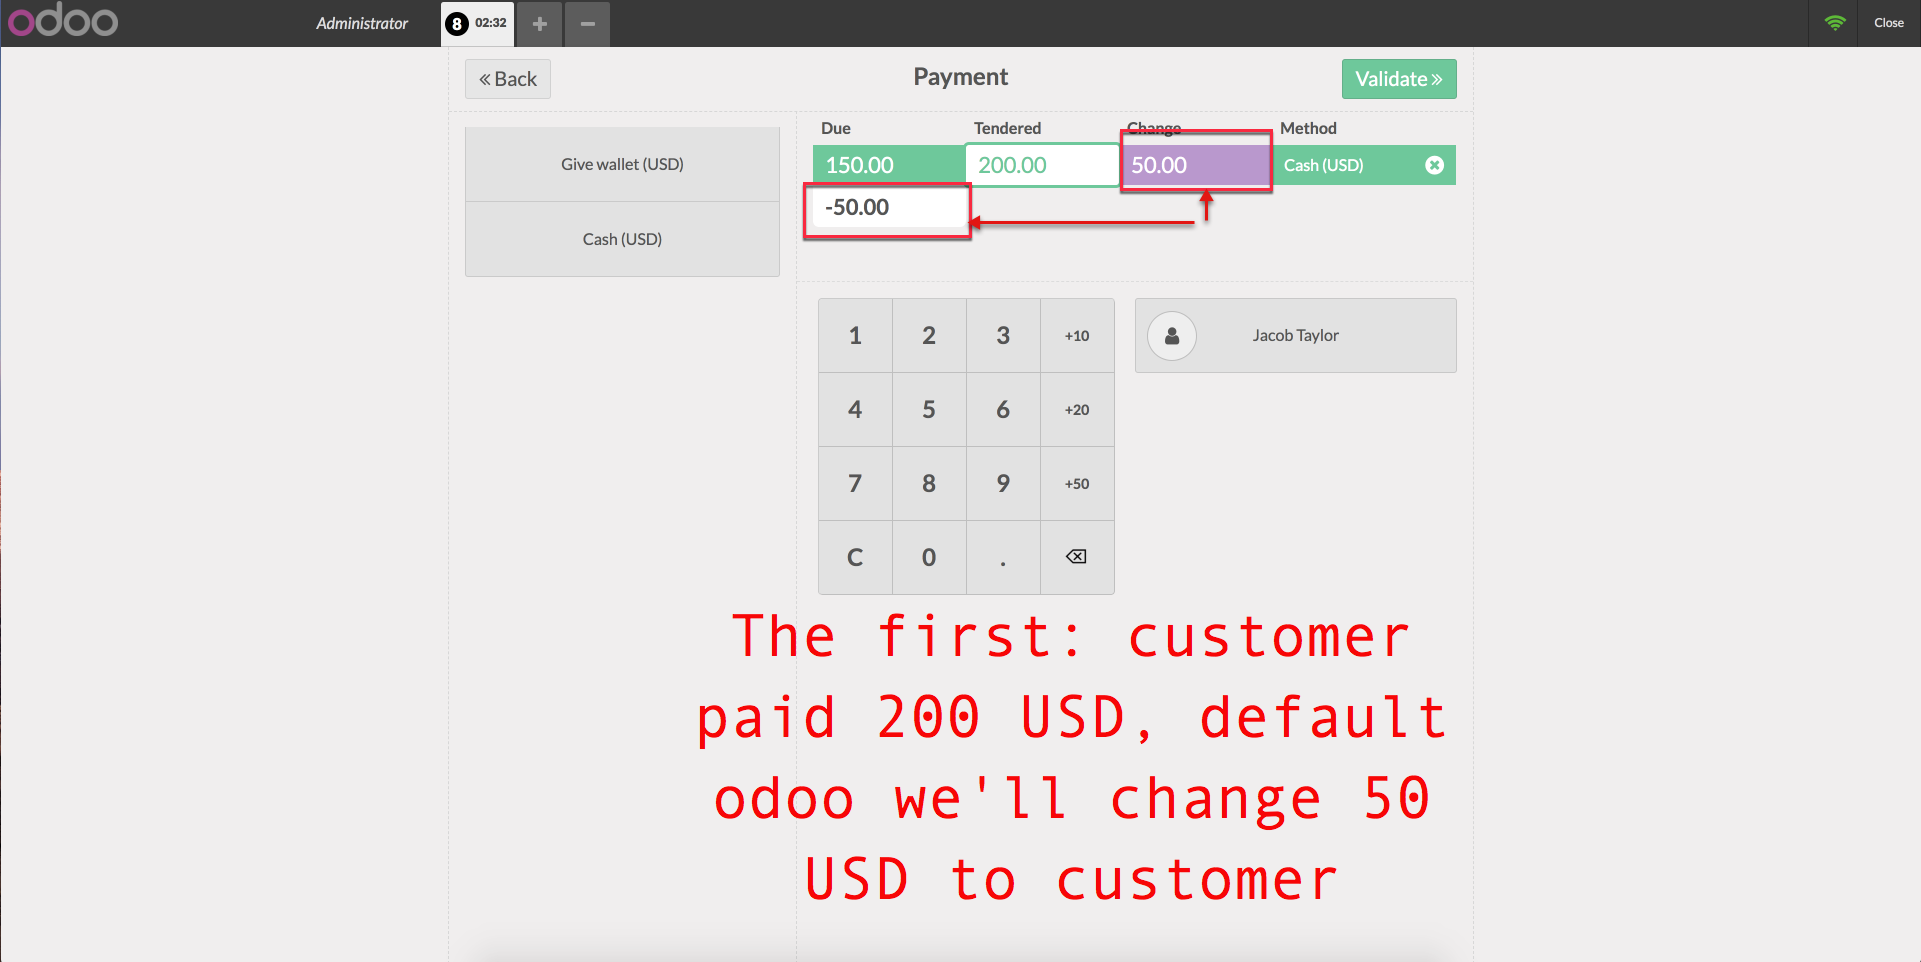 odoo
Administrator
8 02:32
+
−
Close
« Back
Payment
Validate »
Due Tendered Change Method
150.00 200.00 50.00 Cash (USD)
-50.00
Give wallet (USD)
Cash (USD)
1 2 3 +10
4 5 6 +20
7 8 9 +50
C 0 .
Jacob Taylor
The first: customer
paid 200 USD, default
odoo we'll change 50
USD to customer